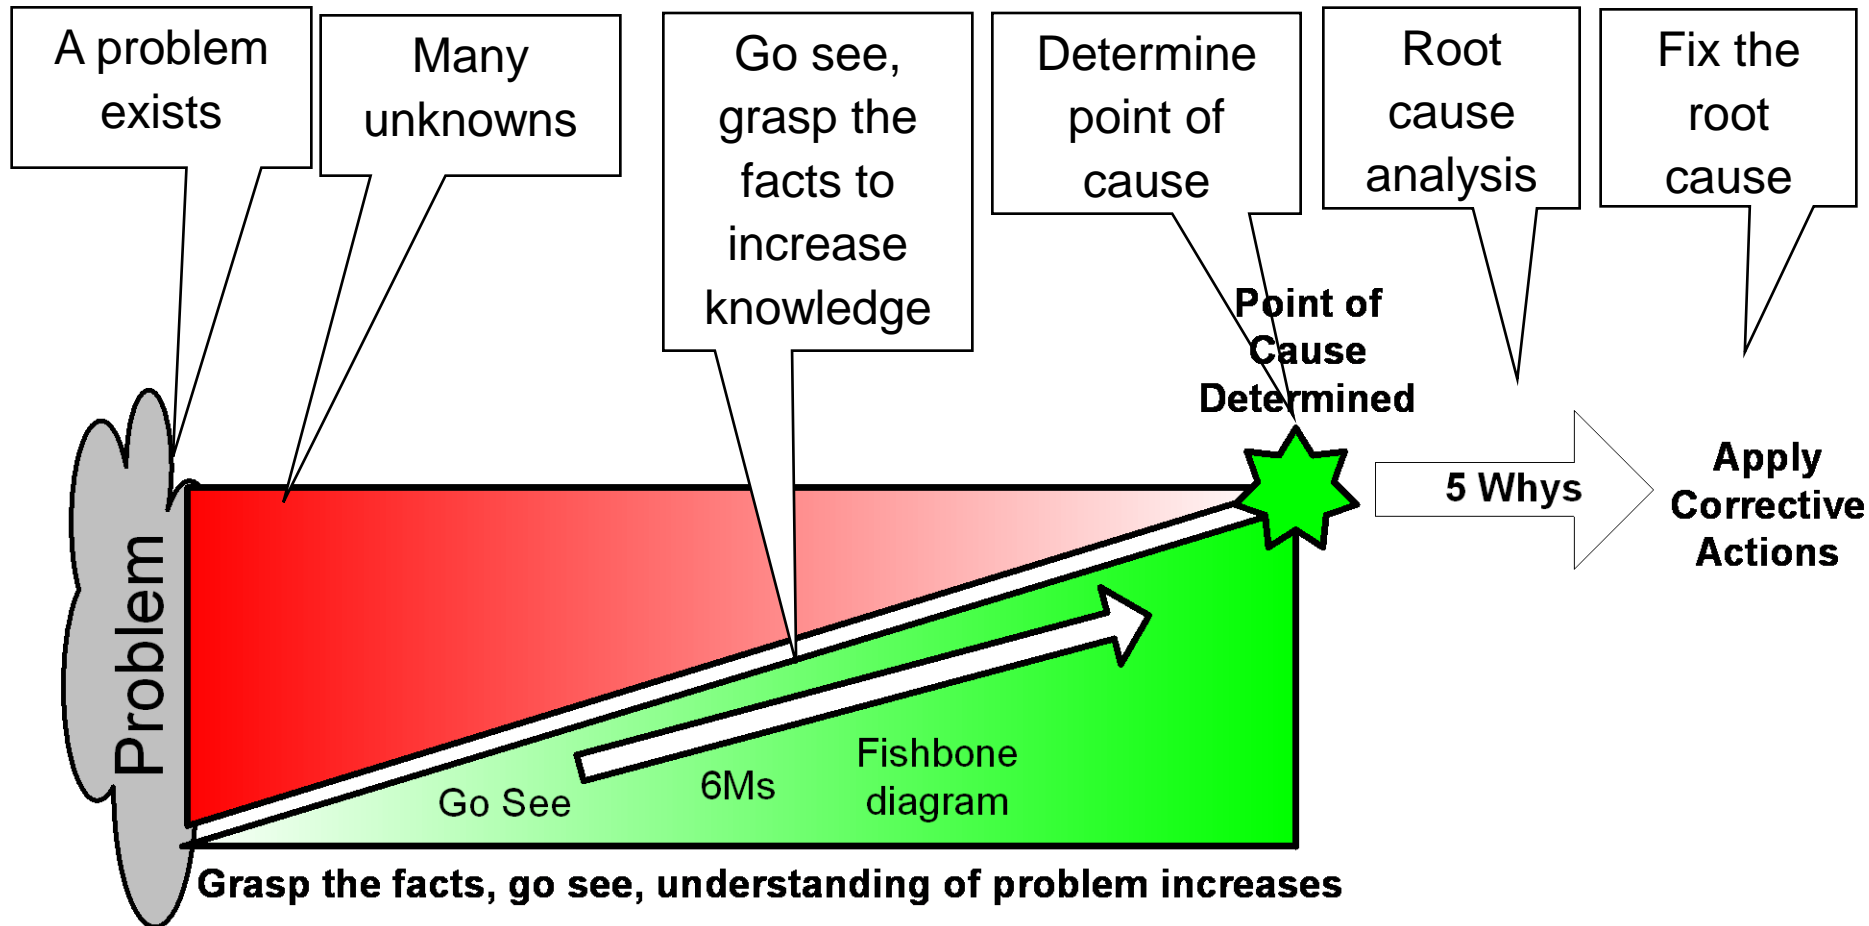 A problem
exists
Many
unknowns
Go see,
grasp the
facts to
increase
knowledge
Determine
point of
cause
Root
cause
analysis
Fix the
root
cause
Point of
Cause
Determined
Problem
5 Whys
Apply
Corrective
Actions
Go See
6Ms
Fishbone
diagram
Grasp the facts, go see, understanding of problem increases